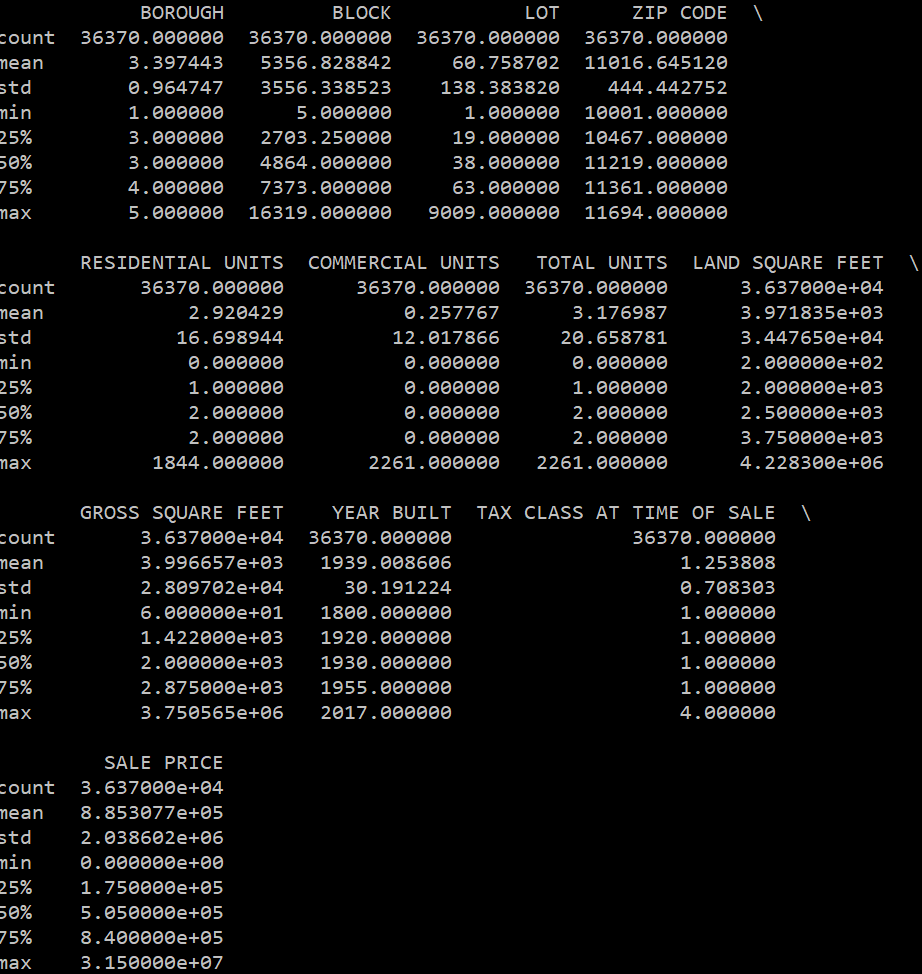 BOROUGH BLOCK LOT ZIP CODE \
count 36370.000000 36370.000000 36370.000000 36370.000000
mean 3.397443 5356.828842 60.758702 11016.645120
std 0.964747 3556.338523 138.383820 444.442752
min 1.000000 5.000000 1.000000 10001.000000
25% 3.000000 2703.250000 19.000000 10467.000000
50% 3.000000 4864.000000 38.000000 11219.000000
75% 4.000000 7373.000000 63.000000 11361.000000
max 5.000000 16319.000000 9009.000000 11694.000000
RESIDENTIAL UNITS COMMERCIAL UNITS TOTAL UNITS LAND SQUARE FEET \
count 36370.000000 36370.000000 36370.000000 3.637000e+04
mean 2.920429 0.257767 3.176987 3.971835e+03
std 16.698944 12.017866 20.658781 3.447650e+04
min 0.000000 0.000000 0.000000 2.000000e+02
25% 1.000000 0.000000 1.000000 2.000000e+03
50% 2.000000 0.000000 2.000000 2.500000e+03
75% 2.000000 0.000000 2.000000 3.750000e+03
max 1844.000000 2261.000000 2261.000000 4.228300e+06
GROSS SQUARE FEET YEAR BUILT TAX CLASS AT TIME OF SALE \
count 3.637000e+04 36370.000000 36370.000000
mean 3.996657e+03 1939.008606 1.253808
std 2.809702e+04 30.191224 0.708303
min 6.000000e+01 1800.000000 1.000000
25% 1.422000e+03 1920.000000 1.000000
50% 2.000000e+03 1930.000000 1.000000
75% 2.875000e+03 1955.000000 1.000000
max 3.750565e+06 2017.000000 4.000000
SALE PRICE
count 3.637000e+04
mean 8.853077e+05
std 2.038602e+06
min 0.000000e+00
25% 1.750000e+05
50% 5.050000e+05
75% 8.400000e+05
max 3.150000e+07